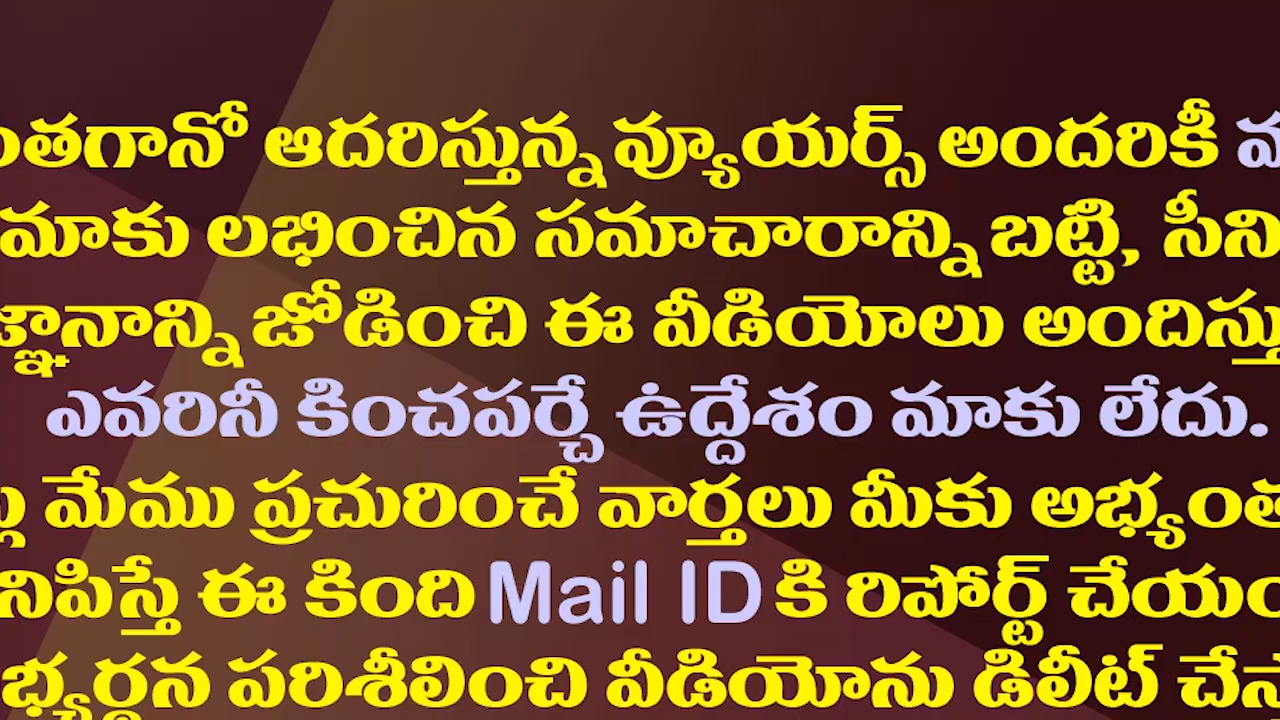 ంతగానో ఆదరిస్తున్న వ్యూయర్స్ అందరికీ
మాకు లభించిన సమాచారాన్ని బట్టి, సీని
జ్ఞానాన్ని జోడించి ఈ వీడియోలు అందిస్తు
ఎవరినీ కించపర్చే ఉద్దేశం మాకు లేదు.
మేము ప్రచురించే వార్తలు మీకు అభ్యంత
నిపిస్తే ఈ కింది Mail ID కి రిపోర్ట్ చేయం
భ్యర్థన పరిశీలించి వీడియోను డిలీట్ చేస